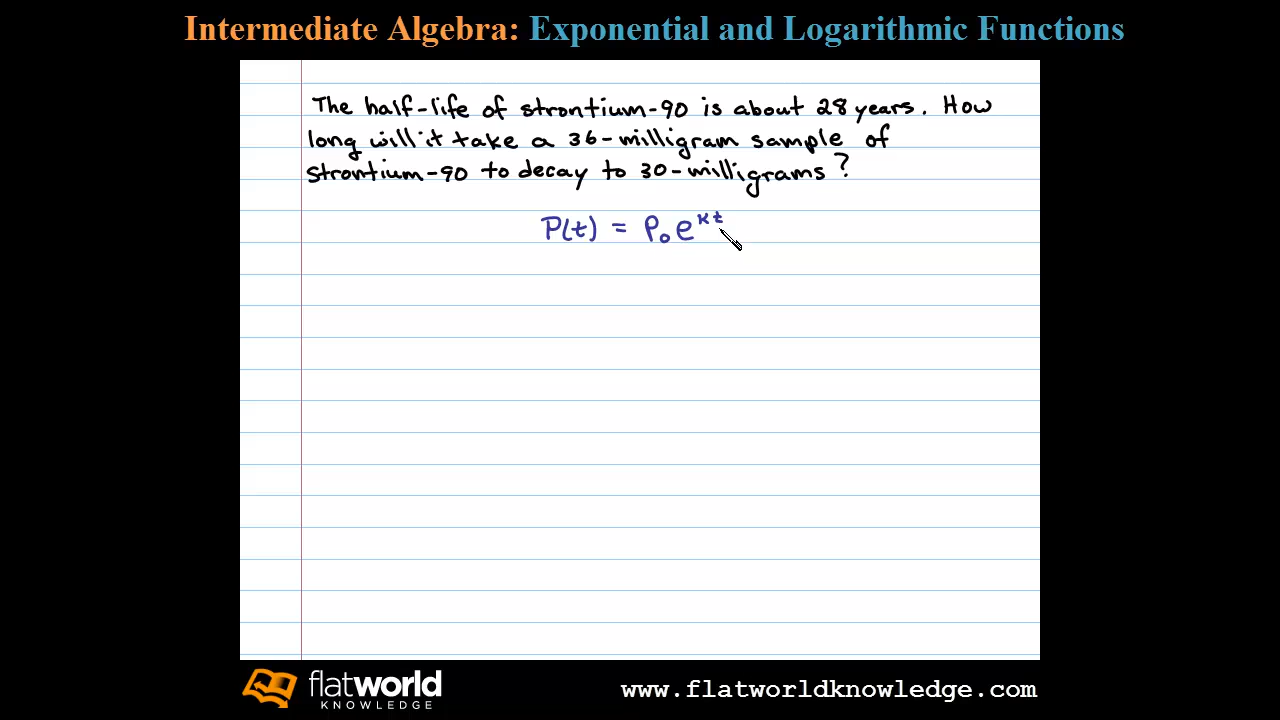 Intermediate Algebra: Exponential and Logarithmic Functions
The half-life of strontium-90 is about 28 years. How
long will it take a 36-milligram sample of
strontium-90 to decay to 30-milligrams?
P(t) = P₀e^{kt}
flatworld
KNOWLEDGE
www.flatworldknowledge.com